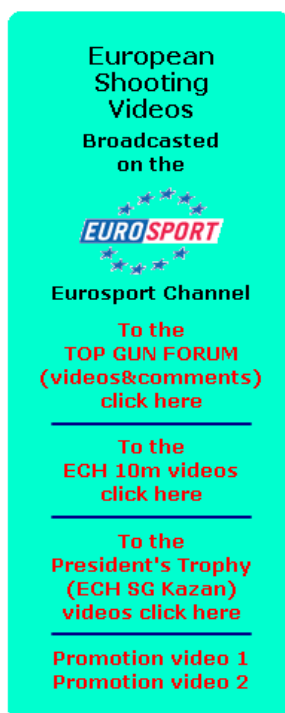 European
Shooting
Videos
Broadcasted
on the
EUROSPORT
Eurosport Channel
To the
TOP GUN FORUM
(videos&comments)
click here
To the
ECH 10m videos
click here
To the
President's Trophy
(ECH SG Kazan)
videos click here
Promotion video 1
Promotion video 2